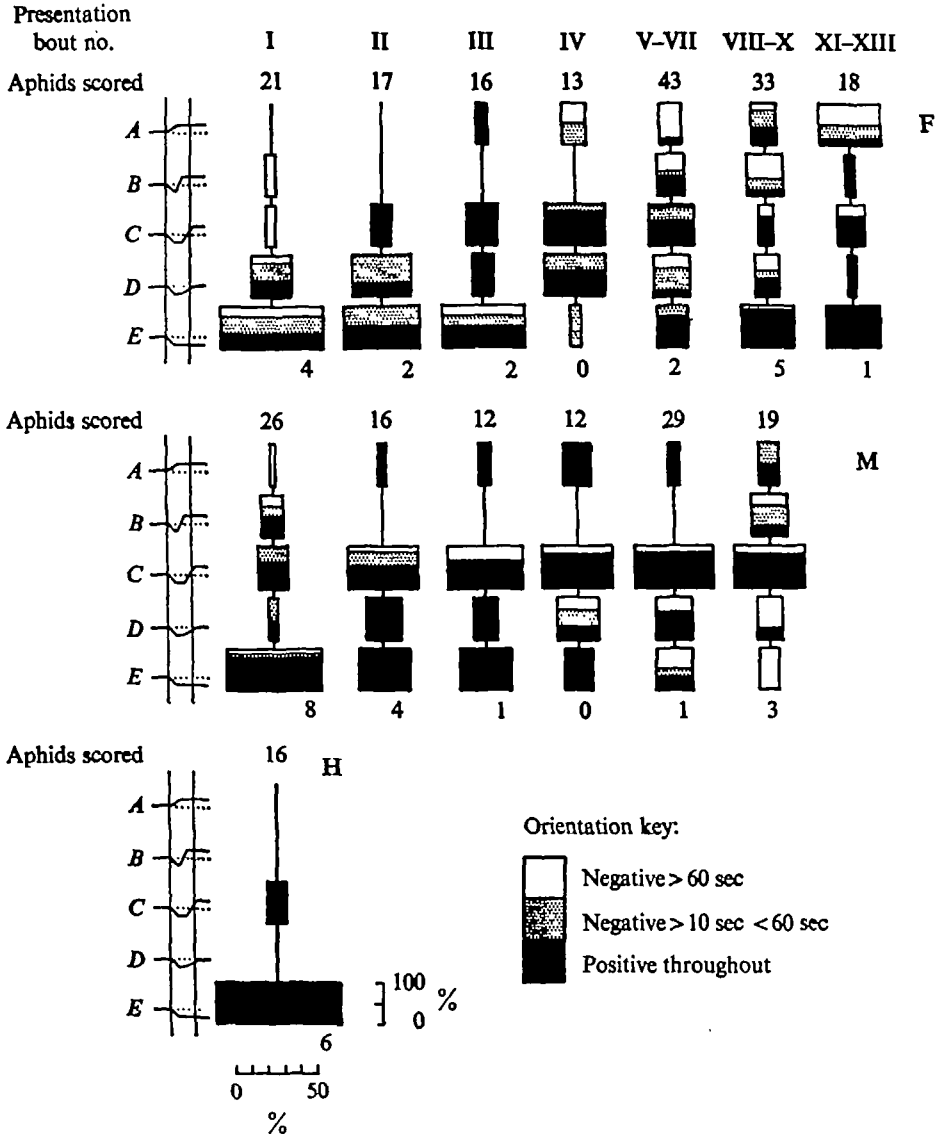 Presentation
bout no. I II III IV V–VII VIII–X XI–XIII
Aphids scored 21 17 16 13 43 33 18
A F
B
C
D
E
4 2 2 0 2 5 1
Aphids scored 26 16 12 12 29 19
A M
B
C
D
E
8 4 1 0 1 3
Aphids scored 16 H
A
B
C
D
E
6
100
%
0
0 50
%
Orientation key:
Negative > 60 sec
Negative > 10 sec < 60 sec
Positive throughout